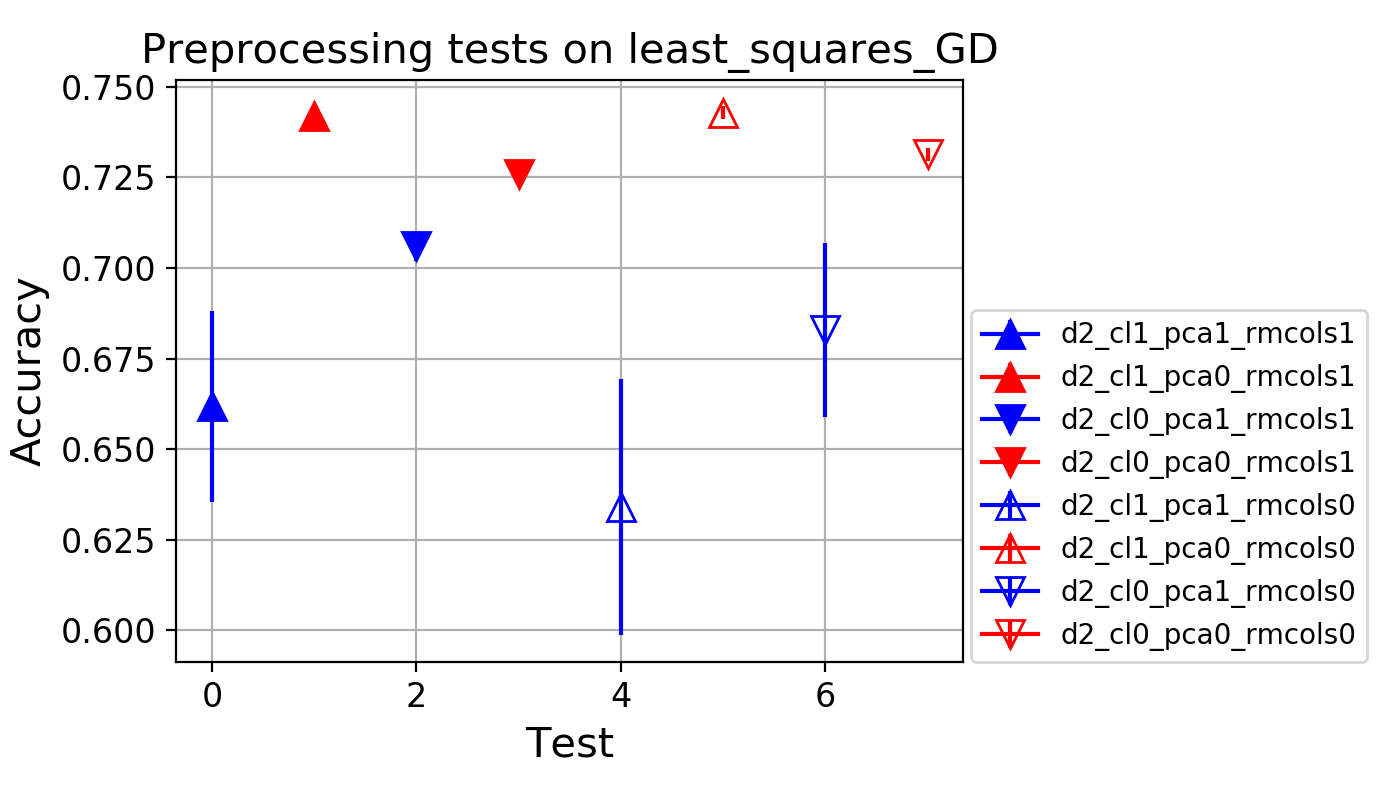 Preprocessing tests on least_squares_GD
0.750
0.725
0.700
0.675
0.650
0.625
0.600
Accuracy
0 2 4 6
Test
d2_cl1_pca1_rmcols1
d2_cl1_pca0_rmcols1
d2_cl0_pca1_rmcols1
d2_cl0_pca0_rmcols1
d2_cl1_pca1_rmcols0
d2_cl1_pca0_rmcols0
d2_cl0_pca1_rmcols0
d2_cl0_pca0_rmcols0